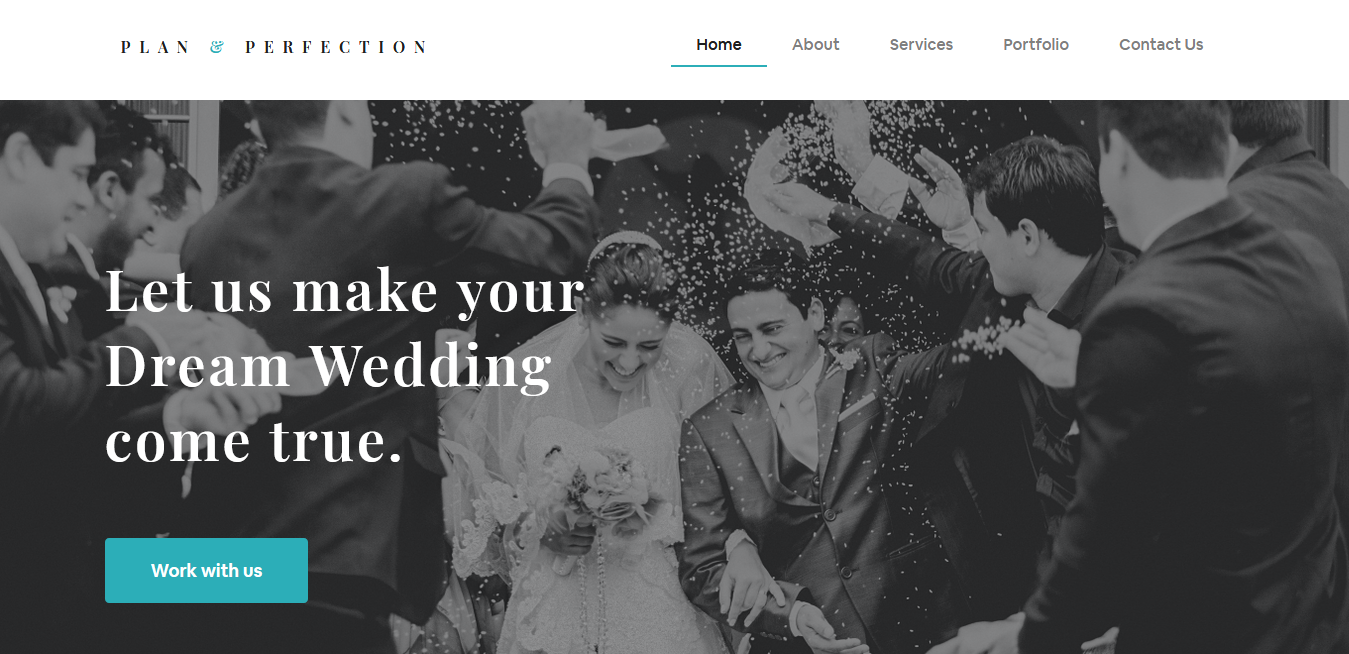 PLAN & PERFECTION
Home About Services Portfolio Contact Us
Let us make your
Dream Wedding
come true.
Work with us